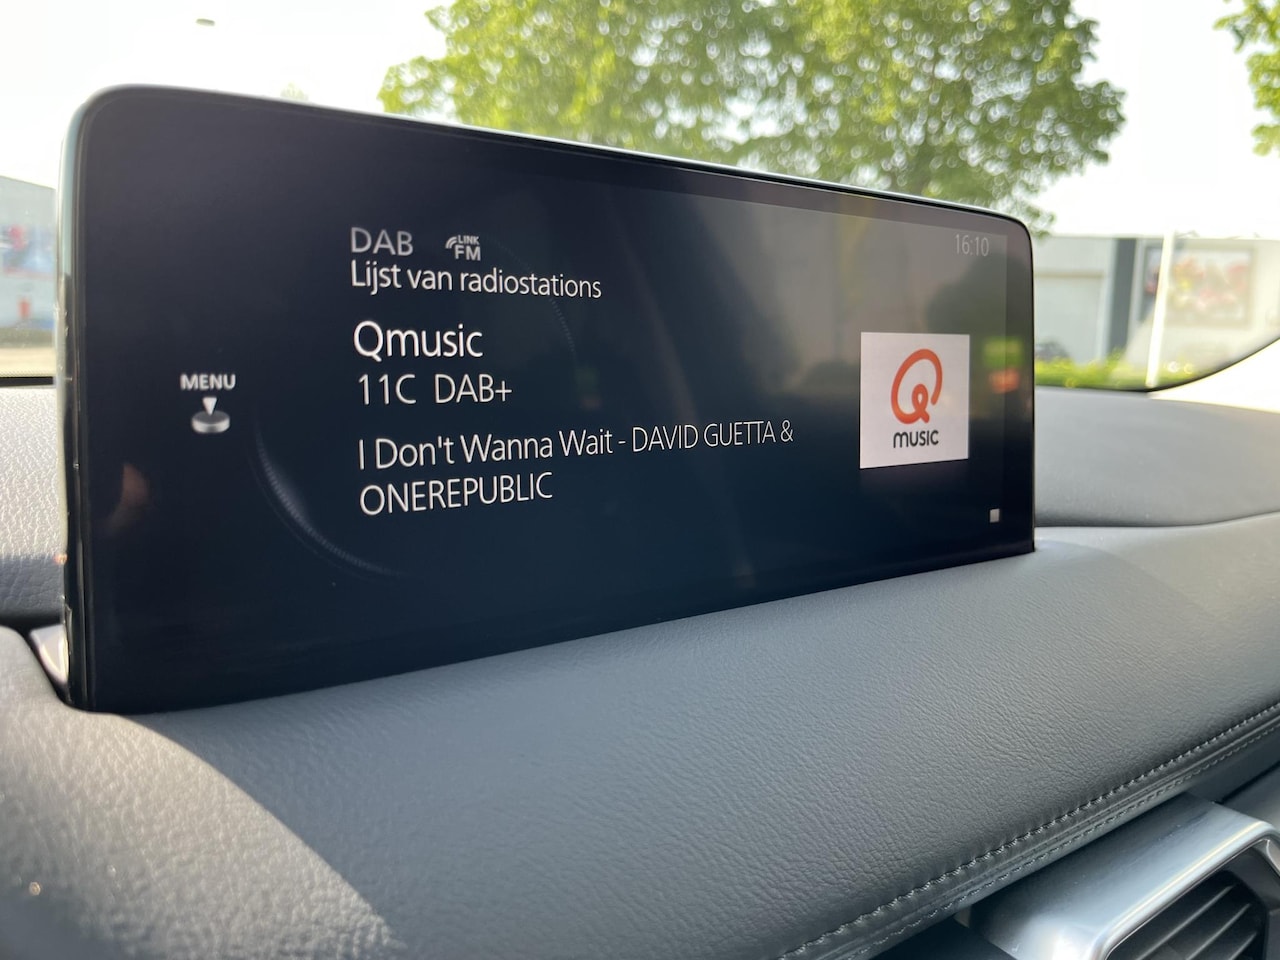 DAB LINK FM
16:10
Lijst van radiostations
Qmusic
MENU
11C DAB+
I Don't Wanna Wait - DAVID GUETTA &
ONEREPUBLIC
Q
music